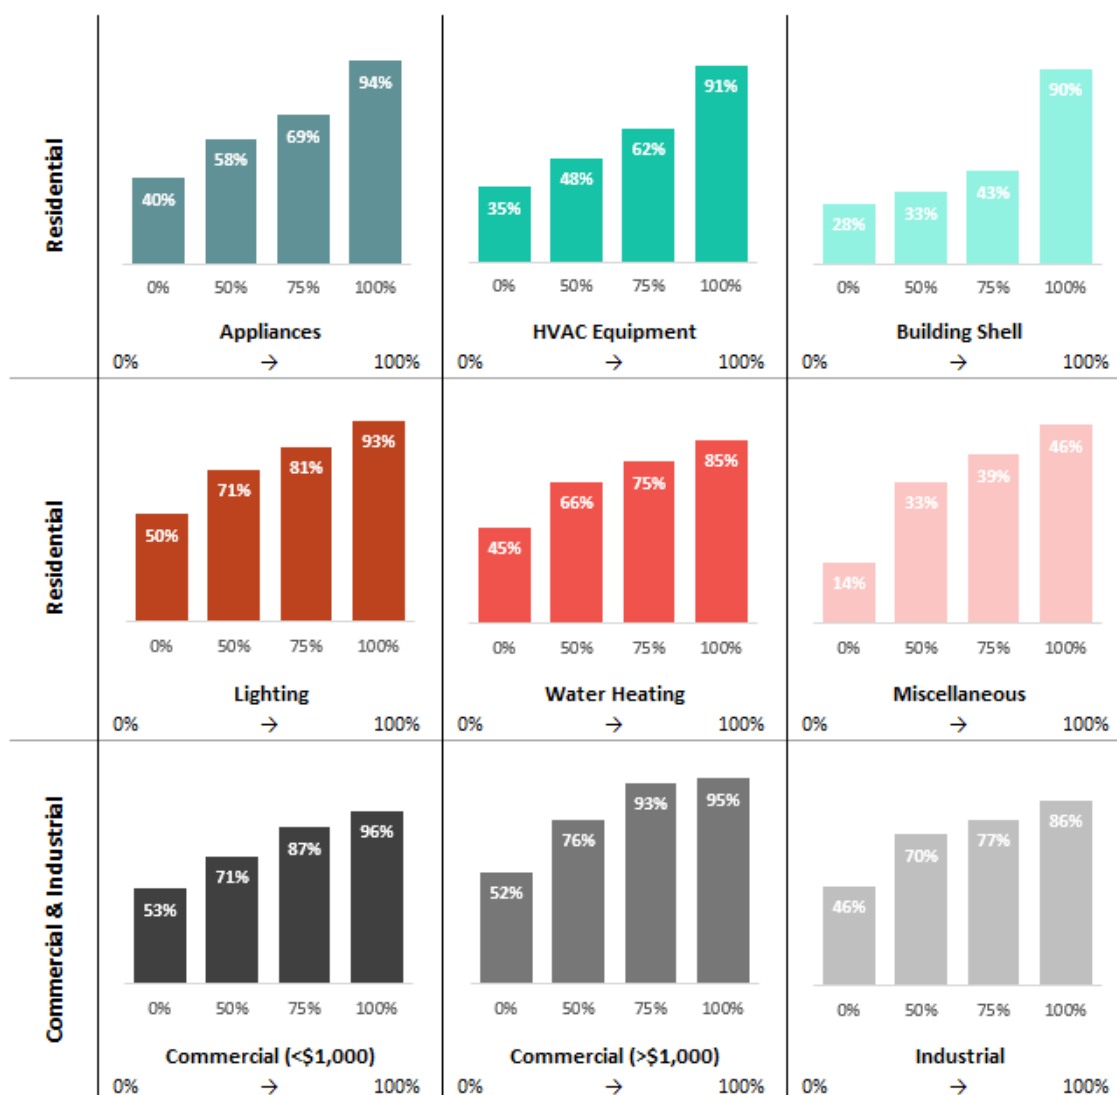 Residential
40%
58%
69%
94%
0% 50% 75% 100%
Appliances
0% → 100%
35%
48%
62%
91%
0% 50% 75% 100%
HVAC Equipment
0% → 100%
28%
33%
43%
90%
0% 50% 75% 100%
Building Shell
0% → 100%
Residential
50%
71%
81%
93%
0% 50% 75% 100%
Lighting
0% → 100%
45%
66%
75%
85%
0% 50% 75% 100%
Water Heating
0% → 100%
14%
33%
39%
46%
0% 50% 75% 100%
Miscellaneous
0% → 100%
Commercial & Industrial
53%
71%
87%
96%
0% 50% 75% 100%
Commercial (<$1,000)
0% → 100%
52%
76%
93%
95%
0% 50% 75% 100%
Commercial (>$1,000)
0% → 100%
46%
70%
77%
86%
0% 50% 75% 100%
Industrial
0% → 100%